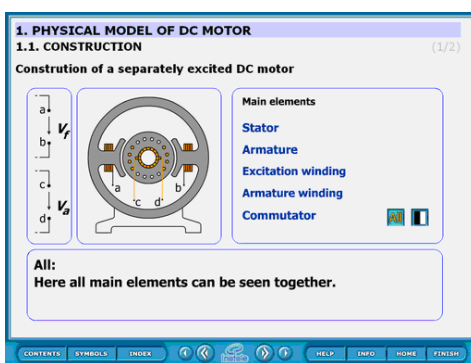 1. PHYSICAL MODEL OF DC MOTOR
1.1. CONSTRUCTION (1/2)
Constrution of a separately excited DC motor
a
Vf
b
c
Va
d
a b
c d
Main elements
Stator
Armature
Excitation winding
Armature winding
Commutator All
All:
Here all main elements can be seen together.
CONTENTS SYMBOLS INDEX Inetele HELP INFO HOME FINISH